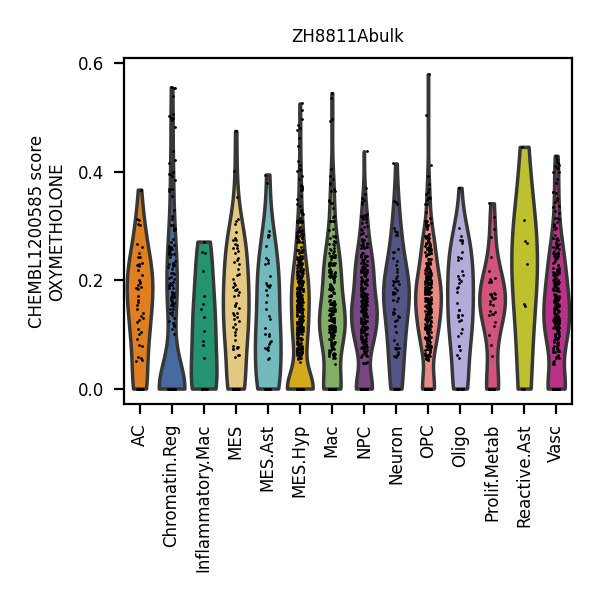 ZH8811Abulk
CHEMBL1200585 score
OXYMETHOLONE
0.6
0.4
0.2
0.0
AC
Chromatin.Reg
Inflammatory.Mac
MES
MES.Ast
MES.Hyp
Mac
NPC
Neuron
OPC
Oligo
Prolif.Metab
Reactive.Ast
Vasc